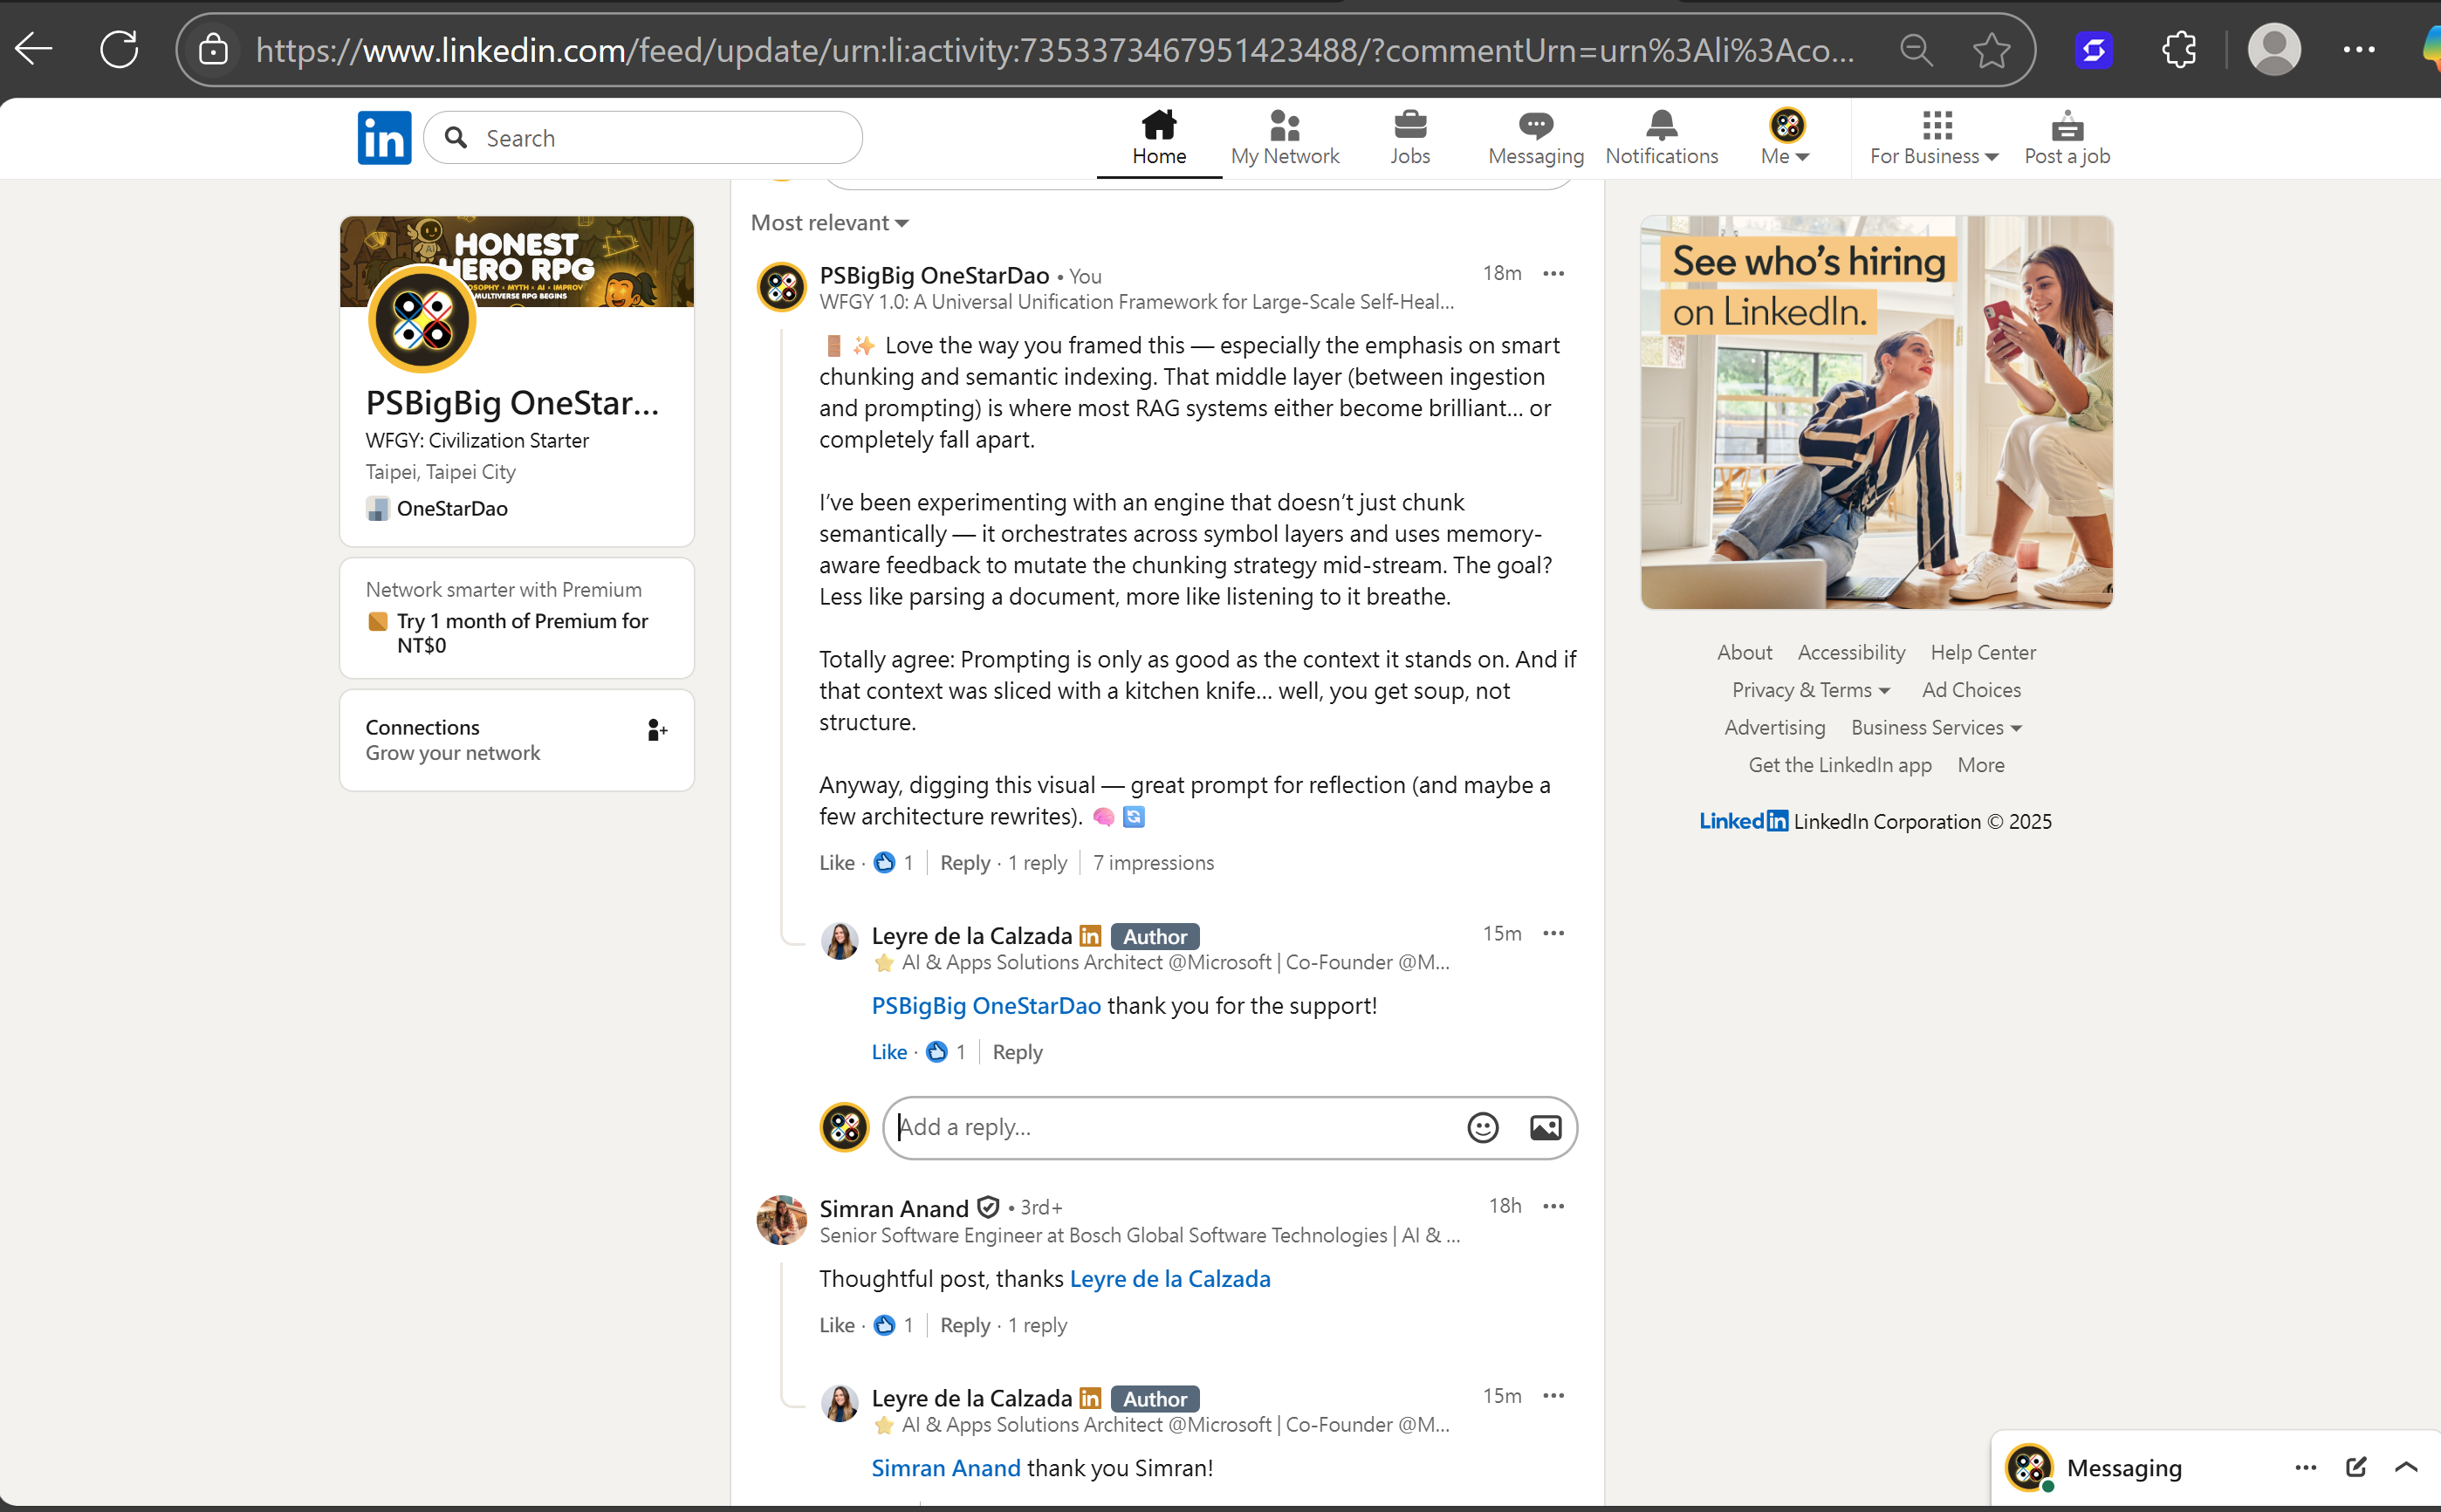 https://www.linkedin.com/feed/update/urn:li:activity:7353373467951423488/?commentUrn=urn%3Ali%3Aco...
in
Search
Home
My Network
Jobs
Messaging
Notifications
Me
For Business
Post a job
HONEST
HERO RPG
MYTH • AI • IMPROV
MULTIVERSE RPG BEGINS
PSBigBig OneStar...
WFGY: Civilization Starter
Taipei, Taipei City
OneStarDao
Network smarter with Premium
Try 1 month of Premium for
NT$0
Connections
Grow your network
Most relevant
PSBigBig OneStarDao • You
18m
WFGY 1.0: A Universal Unification Framework for Large-Scale Self-Heal...
🚪 ✨ Love the way you framed this — especially the emphasis on smart
chunking and semantic indexing. That middle layer (between ingestion
and prompting) is where most RAG systems either become brilliant... or
completely fall apart.
I’ve been experimenting with an engine that doesn’t just chunk
semantically — it orchestrates across symbol layers and uses memory-
aware feedback to mutate the chunking strategy mid-stream. The goal?
Less like parsing a document, more like listening to it breathe.
Totally agree: Prompting is only as good as the context it stands on. And if
that context was sliced with a kitchen knife... well, you get soup, not
structure.
Anyway, digging this visual — great prompt for reflection (and maybe a
few architecture rewrites). 🧠 🔄
Like · 1 | Reply · 1 reply | 7 impressions
Leyre de la Calzada in Author
15m
⭐ AI & Apps Solutions Architect @Microsoft | Co-Founder @M...
PSBigBig OneStarDao thank you for the support!
Like · 1 | Reply
Add a reply...
Simran Anand • 3rd+
18h
Senior Software Engineer at Bosch Global Software Technologies | AI & ...
Thoughtful post, thanks Leyre de la Calzada
Like · 1 | Reply · 1 reply
Leyre de la Calzada in Author
15m
⭐ AI & Apps Solutions Architect @Microsoft | Co-Founder @M...
Simran Anand thank you Simran!
See who’s hiring
on LinkedIn.
About Accessibility Help Center
Privacy & Terms Ad Choices
Advertising Business Services
Get the LinkedIn app More
LinkedIn LinkedIn Corporation © 2025
Messaging